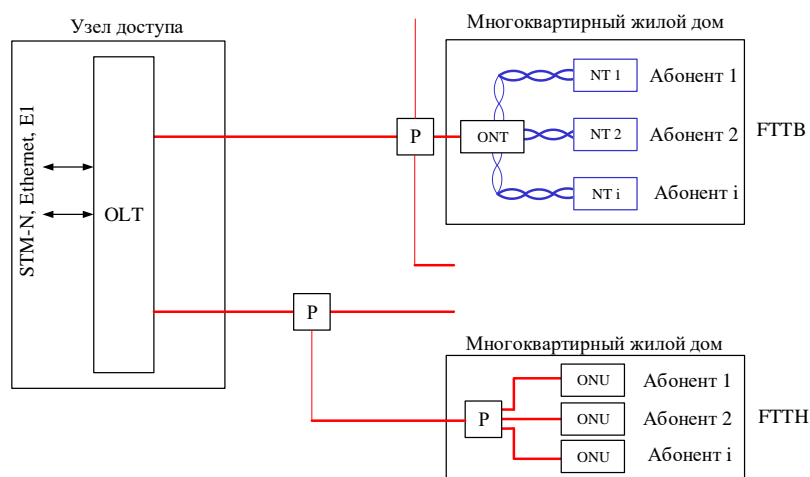 Узел доступа
STM-N, Ethernet, E1
OLT
P
P
Многоквартирный жилой дом
ONT
NT 1
Абонент 1
NT 2
Абонент 2
NT i
Абонент i
FTTB
Многоквартирный жилой дом
P
ONU
Абонент 1
ONU
Абонент 2
ONU
Абонент i
FTTH